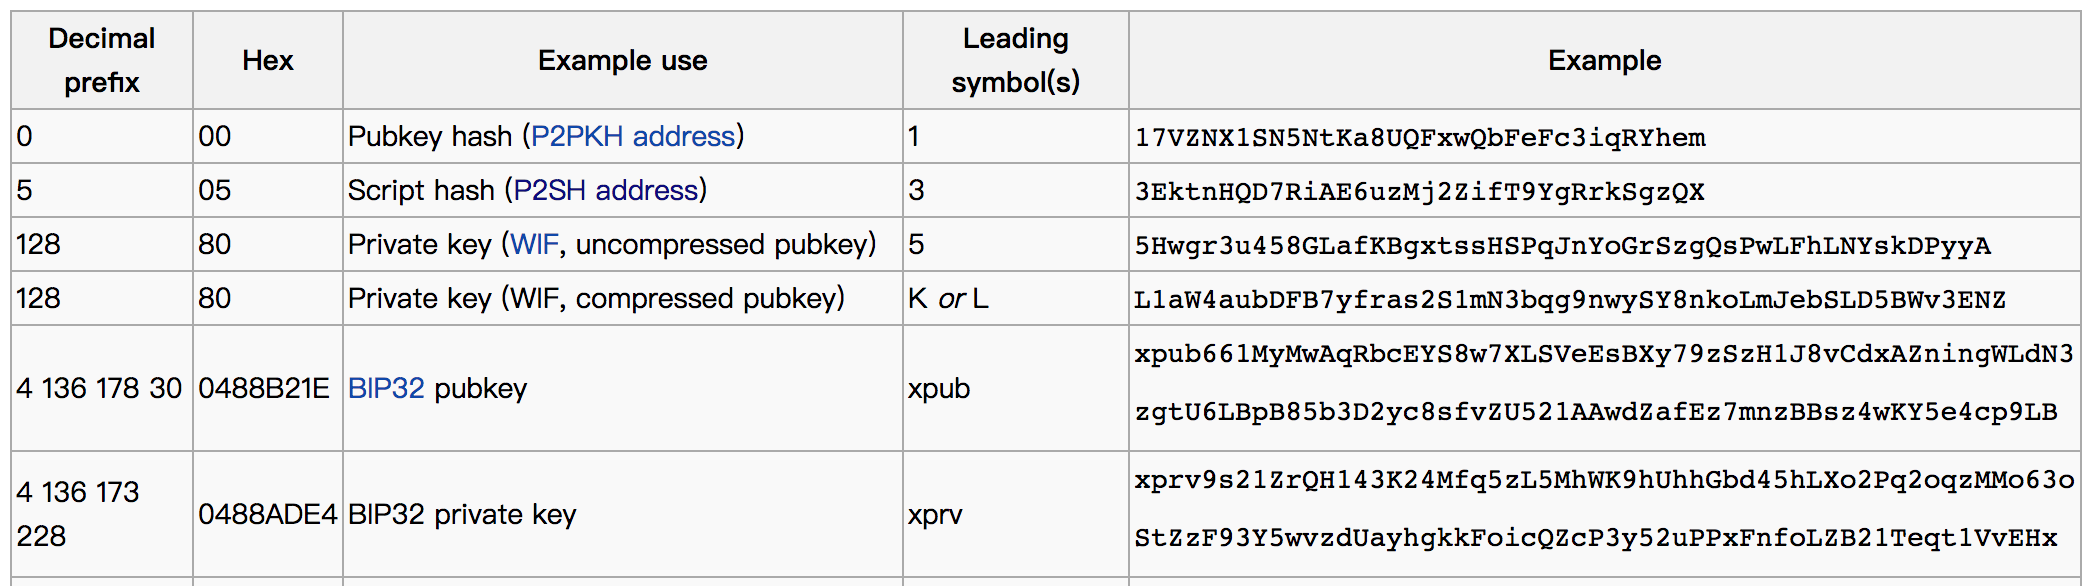 Decimal prefix Hex Example use Leading symbol(s) Example
0 00 Pubkey hash (P2PKH address) 1 17VZNX1SN5NtKa8UQFxwQbFeFc3iqRYhem
5 05 Script hash (P2SH address) 3 3EktnHQD7RiAE6uzMj2ZifT9YgRrkSgzQX
128 80 Private key (WIF, uncompressed pubkey) 5 5Hwgr3u458GLafKBgxtssHSPqJnYoGrSzgQsPwLFhLNYskDPyyA
128 80 Private key (WIF, compressed pubkey) K or L L1aW4aubDFB7yfras2S1mN3bqg9nwySY8nkoLmJebSLD5BWv3ENZ
4 136 178 30 0488B21E BIP32 pubkey xpub xpub661MyMwAqRbcEYS8w7XLSVeEsBXy79zSzH1J8vCdxAZningWLdN3
zgtU6LBpB85b3D2yc8sfvZU521AAwdZafEz7mnzBBsz4wKY5e4cp9LB
4 136 173 228 0488ADE4 BIP32 private key xprv xprv9s21ZrQH143K24Mfq5zL5MhWK9hUhhGbd45hLXo2Pq2oqzMMo63o
StZzF93Y5wvzdUayhgkkFoicQZcP3y52uPPxFnfoLZB21Teqt1VvEHx